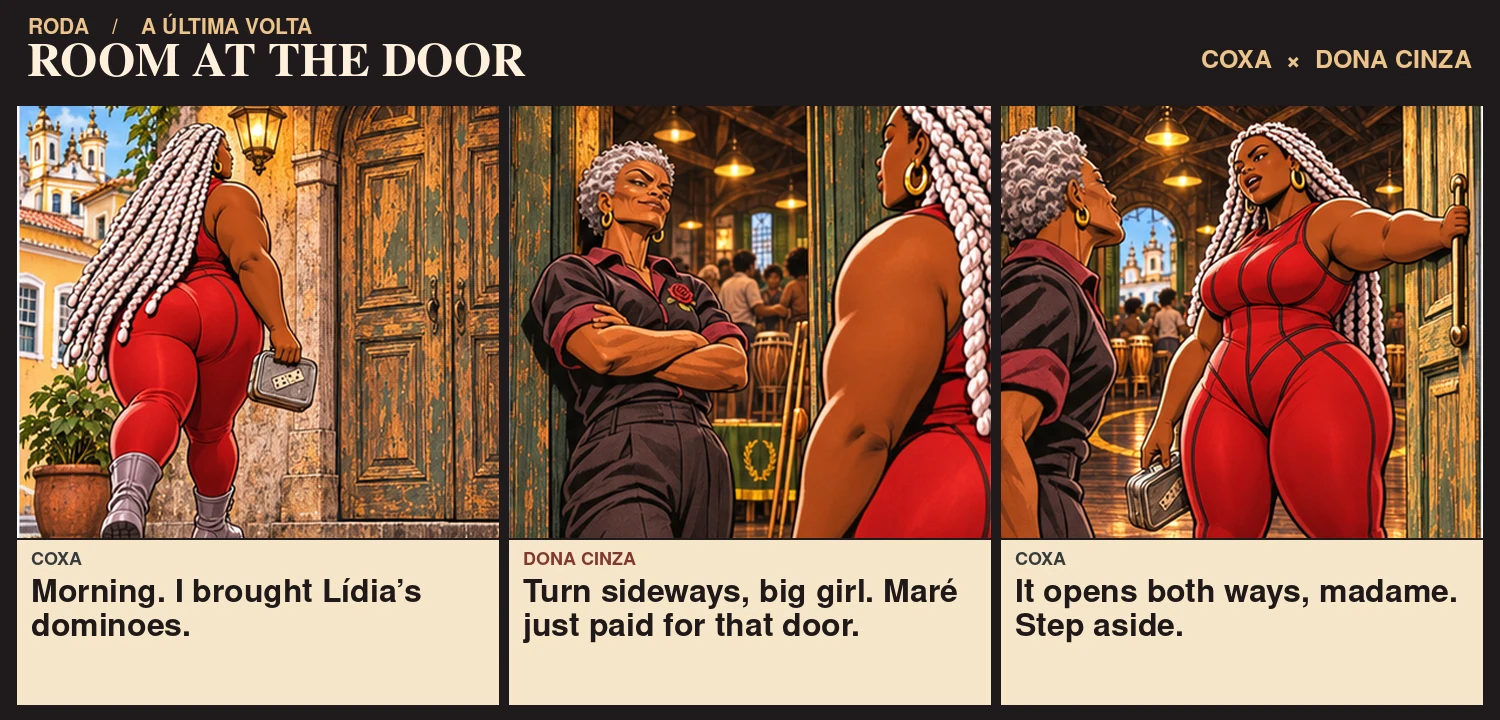 RODA / A ÚLTIMA VOLTA
ROOM AT THE DOOR
COXA × DONA CINZA
COXA
Morning. I brought Lídia’s
dominoes.
DONA CINZA
Turn sideways, big girl. Maré
just paid for that door.
COXA
It opens both ways, madame.
Step aside.